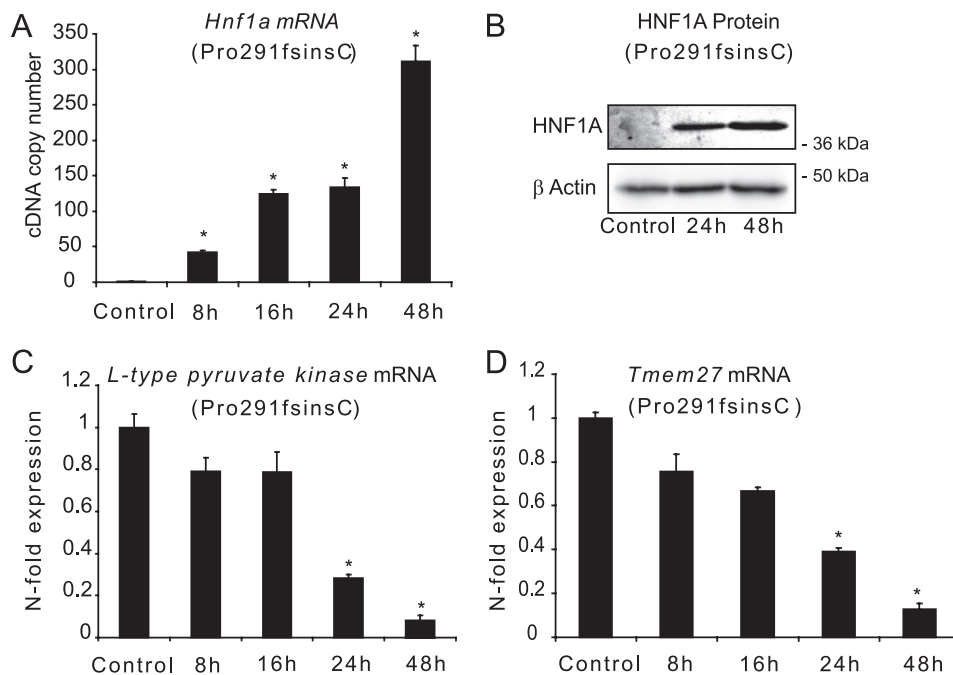 A
Hnf1a mRNA
(Pro291fsinsC)
cDNA copy number
350
300
250
200
150
100
50
0
*
*
*
*
Control 8h 16h 24h 48h
B
HNF1A Protein
(Pro291fsinsC)
HNF1A
- 36 kDa
β Actin
- 50 kDa
Control 24h 48h
C
L-type pyruvate kinase mRNA
(Pro291fsinsC)
N-fold expression
1.2
1
0.8
0.6
0.4
0.2
0
*
*
Control 8h 16h 24h 48h
D
Tmem27 mRNA
(Pro291fsinsC )
N-fold expression
1.2
1
0.8
0.6
0.4
0.2
0
*
*
Control 8h 16h 24h 48h